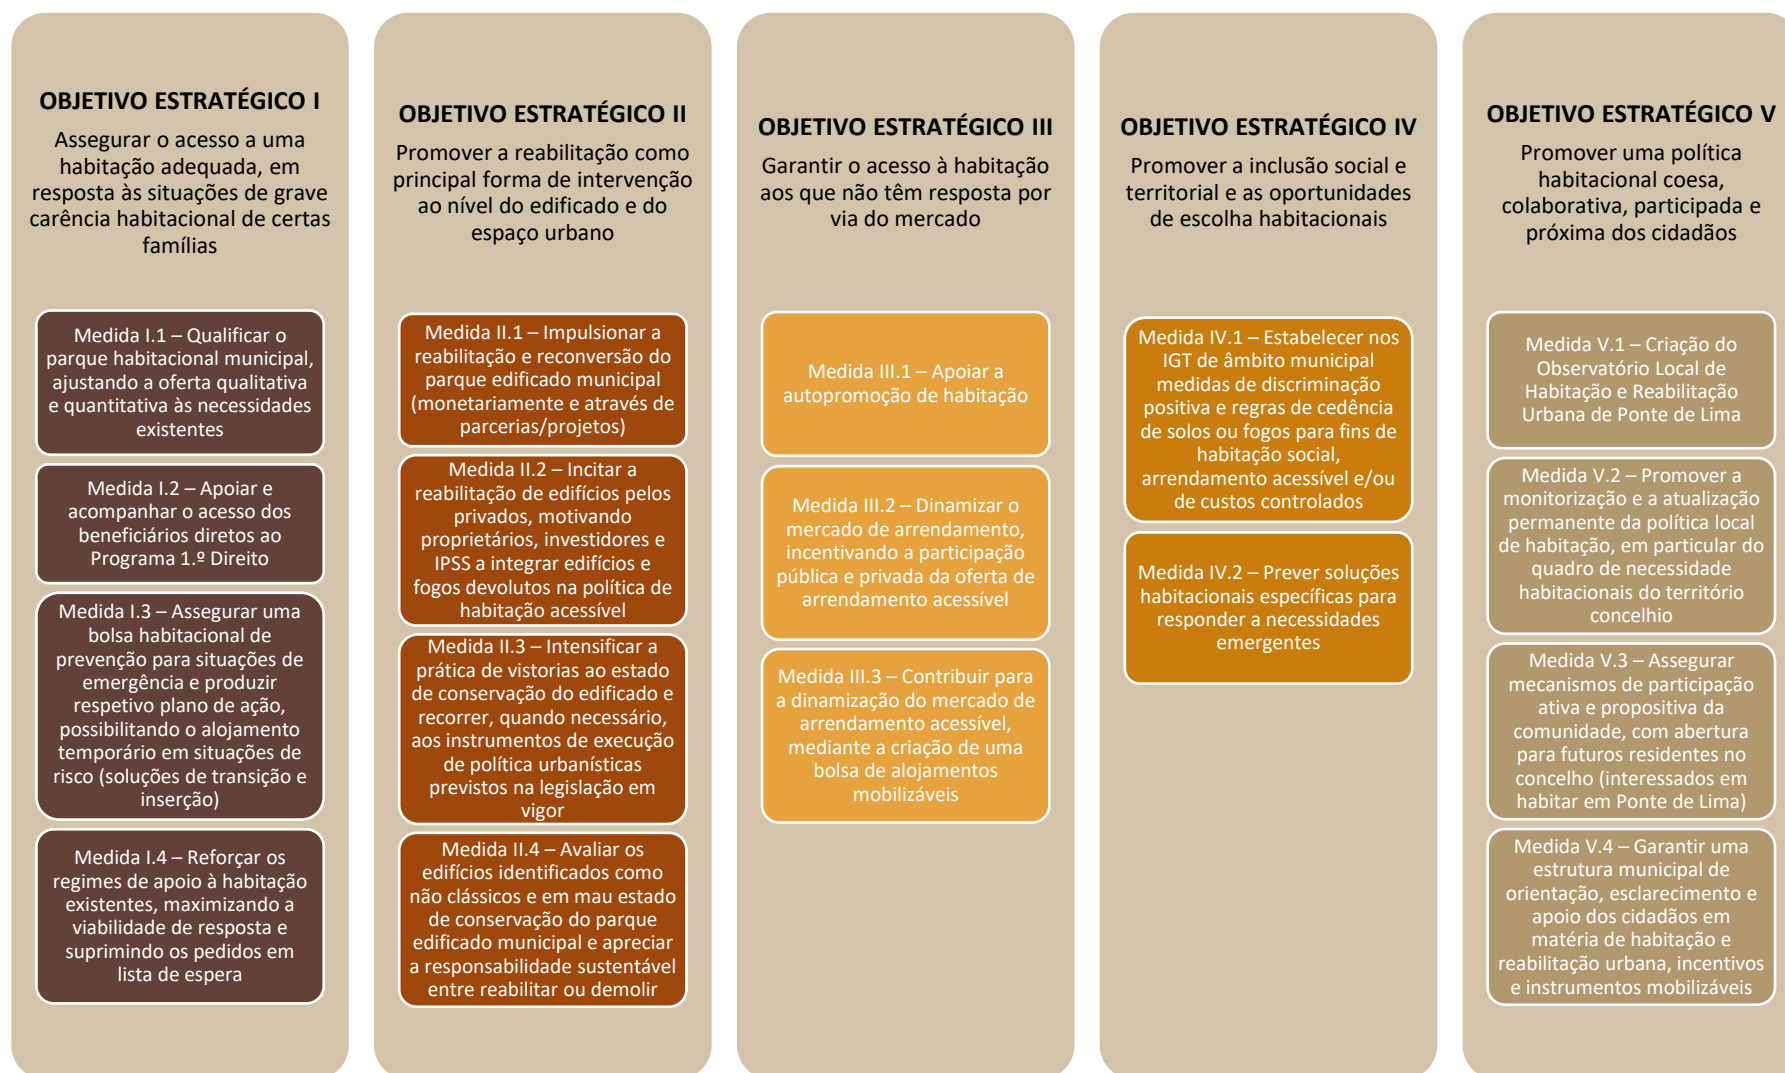 OBJETIVO ESTRATÉGICO I
Assegurar o acesso a uma
habitação adequada, em
resposta às situações de grave
carência habitacional de certas
famílias
Medida I.1 – Qualificar o
parque habitacional municipal,
ajustando a oferta qualitativa
e quantitativa às necessidades
existentes
Medida I.2 – Apoiar e
acompanhar o acesso dos
beneficiários diretos ao
Programa 1.º Direito
Medida I.3 – Assegurar uma
bolsa habitacional de
prevenção para situações de
emergência e produzir
respetivo plano de ação,
possibilitando o alojamento
temporário em situações de
risco (soluções de transição e
inserção)
Medida I.4 – Reforçar os
regimes de apoio à habitação
existentes, maximizando a
viabilidade de resposta e
suprimindo os pedidos em
lista de espera
OBJETIVO ESTRATÉGICO II
Promover a reabilitação como
principal forma de intervenção
ao nível do edificado e do
espaço urbano
Medida II.1 – Impulsionar a
reabilitação e reconversão do
parque edificado municipal
(monetariamente e através de
parcerias/projetos)
Medida II.2 – Incitar a
reabilitação de edifícios pelos
privados, motivando
proprietários, investidores e
IPSS a integrar edifícios e
fogos devolutos na política de
habitação acessível
Medida II.3 – Intensificar a
prática de vistorias ao estado
de conservação do edificado e
recorrer, quando necessário,
aos instrumentos de execução
de política urbanísticas
previstos na legislação em
vigor
Medida II.4 – Avaliar os
edifícios identificados como
não clássicos e em mau estado
de conservação do parque
edificado municipal e apreciar
a responsabilidade sustentável
entre reabilitar ou demolir
OBJETIVO ESTRATÉGICO III
Garantir o acesso à habitação
aos que não têm resposta por
via do mercado
Medida III.1 – Apoiar a
autopromoção de habitação
Medida III.2 – Dinamizar o
mercado de arrendamento,
incentivando a participação
pública e privada da oferta de
arrendamento acessível
Medida III.3 – Contribuir para
a dinamização do mercado de
arrendamento acessível,
mediante a criação de uma
bolsa de alojamentos
mobilizáveis
OBJETIVO ESTRATÉGICO IV
Promover a inclusão social e
territorial e as oportunidades
de escolha habitacionais
Medida IV.1 – Estabelecer nos
IGT de âmbito municipal
medidas de discriminação
positiva e regras de cedência
de solos ou fogos para fins de
habitação social,
arrendamento acessível e/ou
de custos controlados
Medida IV.2 – Prever soluções
habitacionais específicas para
responder a necessidades
emergentes
OBJETIVO ESTRATÉGICO V
Promover uma política
habitacional coesa,
colaborativa, participada e
próxima dos cidadãos
Medida V.1 – Criação do
Observatório Local de
Habitação e Reabilitação
Urbana de Ponte de Lima
Medida V.2 – Promover a
monitorização e a atualização
permanente da política local
de habitação, em particular do
quadro de necessidade
habitacionais do território
concelhio
Medida V.3 – Assegurar
mecanismos de participação
ativa e propositiva da
comunidade, com abertura
para futuros residentes no
concelho (interessados em
habitar em Ponte de Lima)
Medida V.4 – Garantir uma
estrutura municipal de
orientação, esclarecimento e
apoio dos cidadãos em
matéria de habitação e
reabilitação urbana, incentivos
e instrumentos mobilizáveis